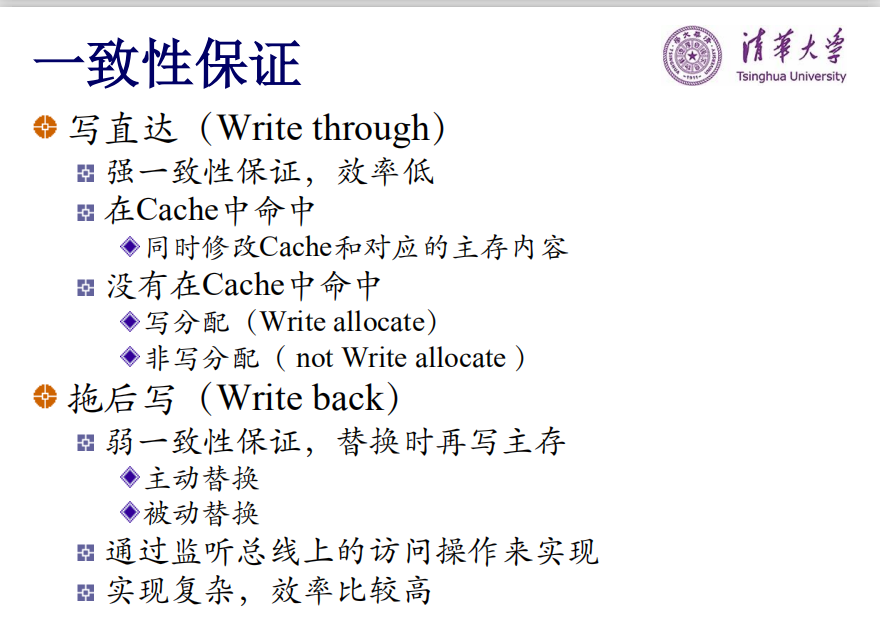 一致性保证
清华大学
Tsinghua University
写直达（Write through）
强一致性保证，效率低
在Cache中命中
同时修改Cache和对应的主存内容
没有在Cache中命中
写分配（Write allocate）
非写分配（ not Write allocate ）
拖后写（Write back）
弱一致性保证，替换时再写主存
主动替换
被动替换
通过监听总线上的访问操作来实现
实现复杂，效率比较高